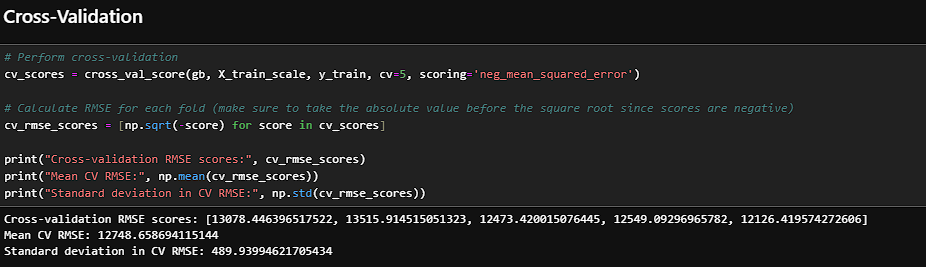 Cross-Validation
# Perform cross-validation
cv_scores = cross_val_score(gb, X_train_scale, y_train, cv=5, scoring='neg_mean_squared_error')
# Calculate RMSE for each fold (make sure to take the absolute value before the square root since scores are negative)
cv_rmse_scores = [np.sqrt(-score) for score in cv_scores]
print("Cross-validation RMSE scores:", cv_rmse_scores)
print("Mean CV RMSE:", np.mean(cv_rmse_scores))
print("Standard deviation in CV RMSE:", np.std(cv_rmse_scores))
Cross-validation RMSE scores: [13078.446396517522, 13515.914515051323, 12473.420015076445, 12549.09296965782, 12126.419574272606]
Mean CV RMSE: 12748.658694115144
Standard deviation in CV RMSE: 489.93994621705434